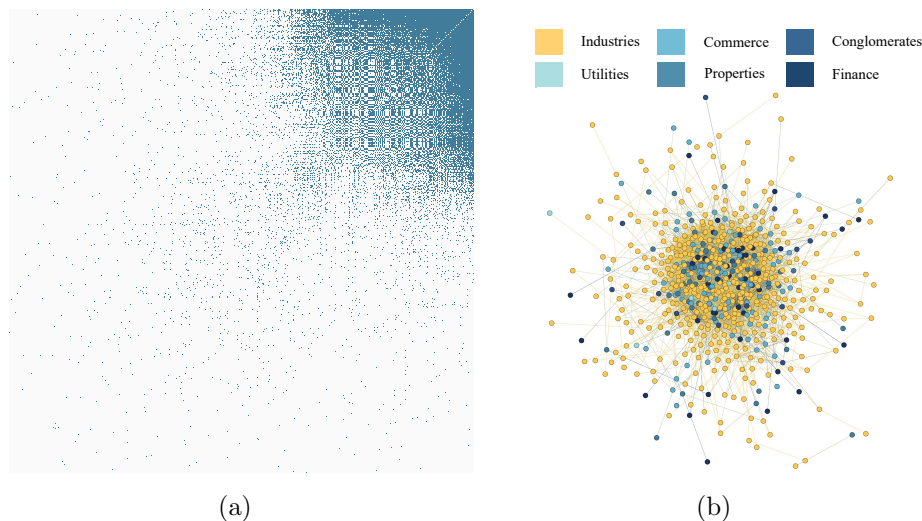 Industries Commerce Conglomerates
Utilities Properties Finance
(a) (b)